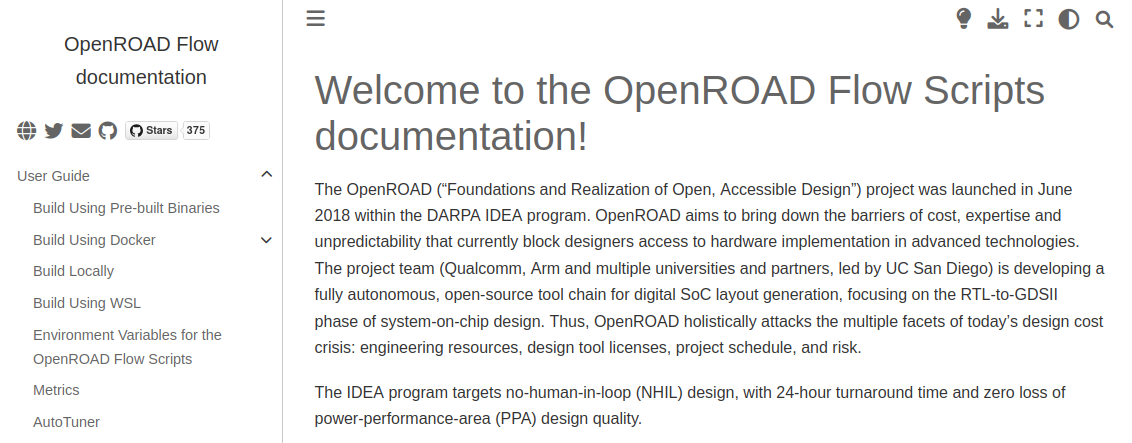 OpenROAD Flow
documentation
Stars 375
User Guide
Build Using Pre-built Binaries
Build Using Docker
Build Locally
Build Using WSL
Environment Variables for the
OpenROAD Flow Scripts
Metrics
AutoTuner
Welcome to the OpenROAD Flow Scripts
documentation!
The OpenROAD (“Foundations and Realization of Open, Accessible Design”) project was launched in June
2018 within the DARPA IDEA program. OpenROAD aims to bring down the barriers of cost, expertise and
unpredictability that currently block designers access to hardware implementation in advanced technologies.
The project team (Qualcomm, Arm and multiple universities and partners, led by UC San Diego) is developing a
fully autonomous, open-source tool chain for digital SoC layout generation, focusing on the RTL-to-GDSII
phase of system-on-chip design. Thus, OpenROAD holistically attacks the multiple facets of today’s design cost
crisis: engineering resources, design tool licenses, project schedule, and risk.
The IDEA program targets no-human-in-loop (NHIL) design, with 24-hour turnaround time and zero loss of
power-performance-area (PPA) design quality.